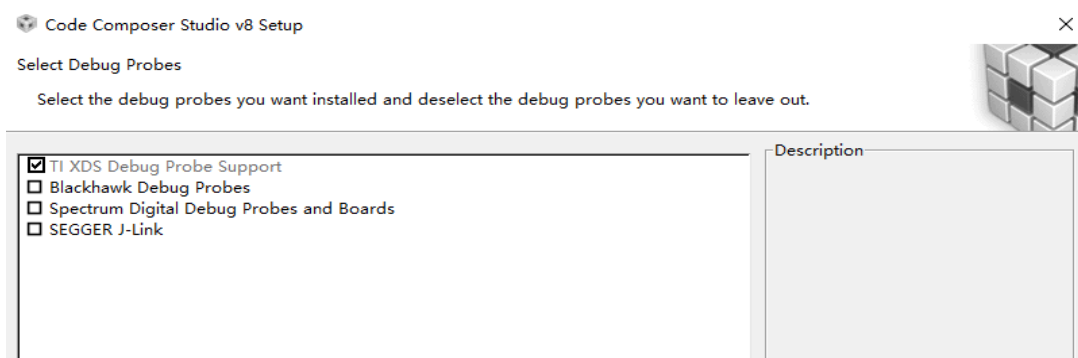 Code Composer Studio v8 Setup
Select Debug Probes
Select the debug probes you want installed and deselect the debug probes you want to leave out.
TI XDS Debug Probe Support
Blackhawk Debug Probes
Spectrum Digital Debug Probes and Boards
SEGGER J-Link
Description